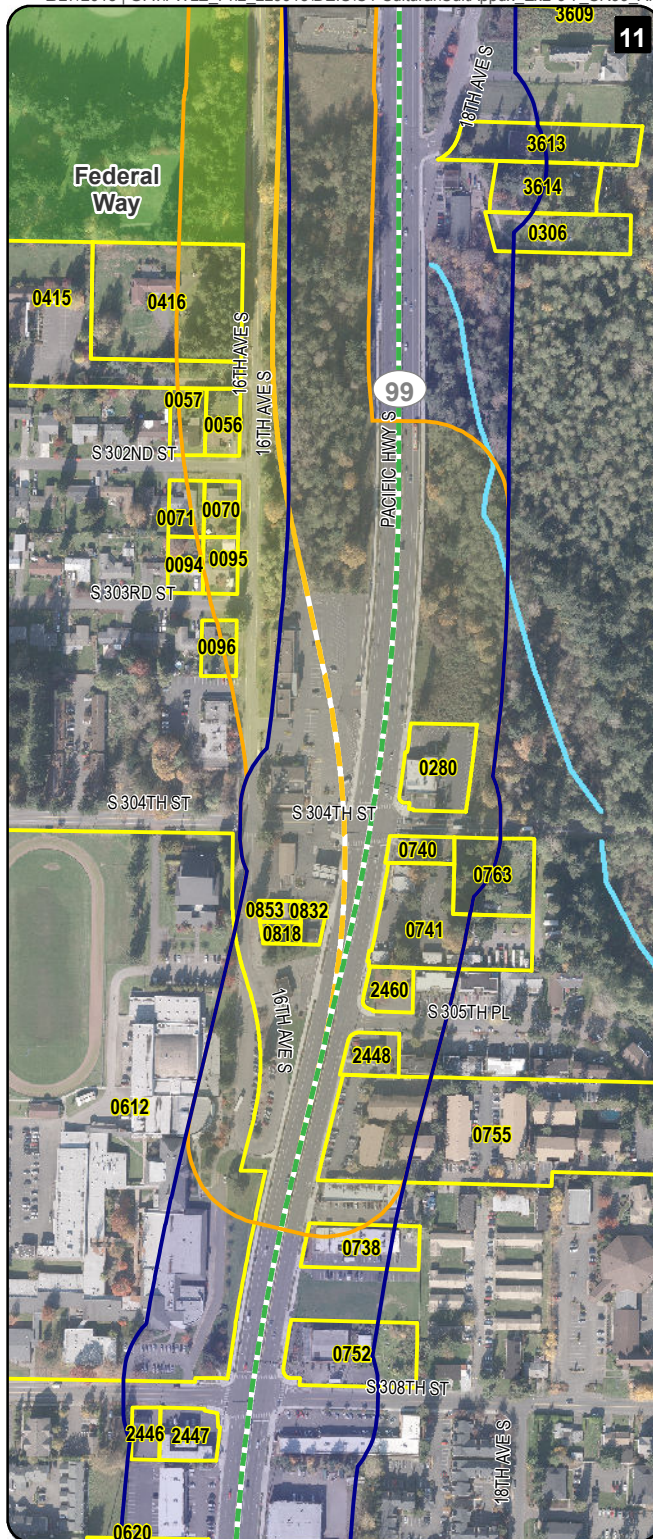 3609
11
18TH AVE S
3613
3614
0306
Federal
Way
0415
0416
16TH AVE S
16TH AVE S
99
PACIFIC HWY S
0057
0056
S 302ND ST
0071
0070
0094
0095
S 303RD ST
0096
0280
S 304TH ST
S 304TH ST
0740
0763
0741
0853
0832
0818
2460
16TH AVE S
S 305TH PL
2448
0612
0755
0738
0752
S 308TH ST
2446
2447
18TH AVE S
0620